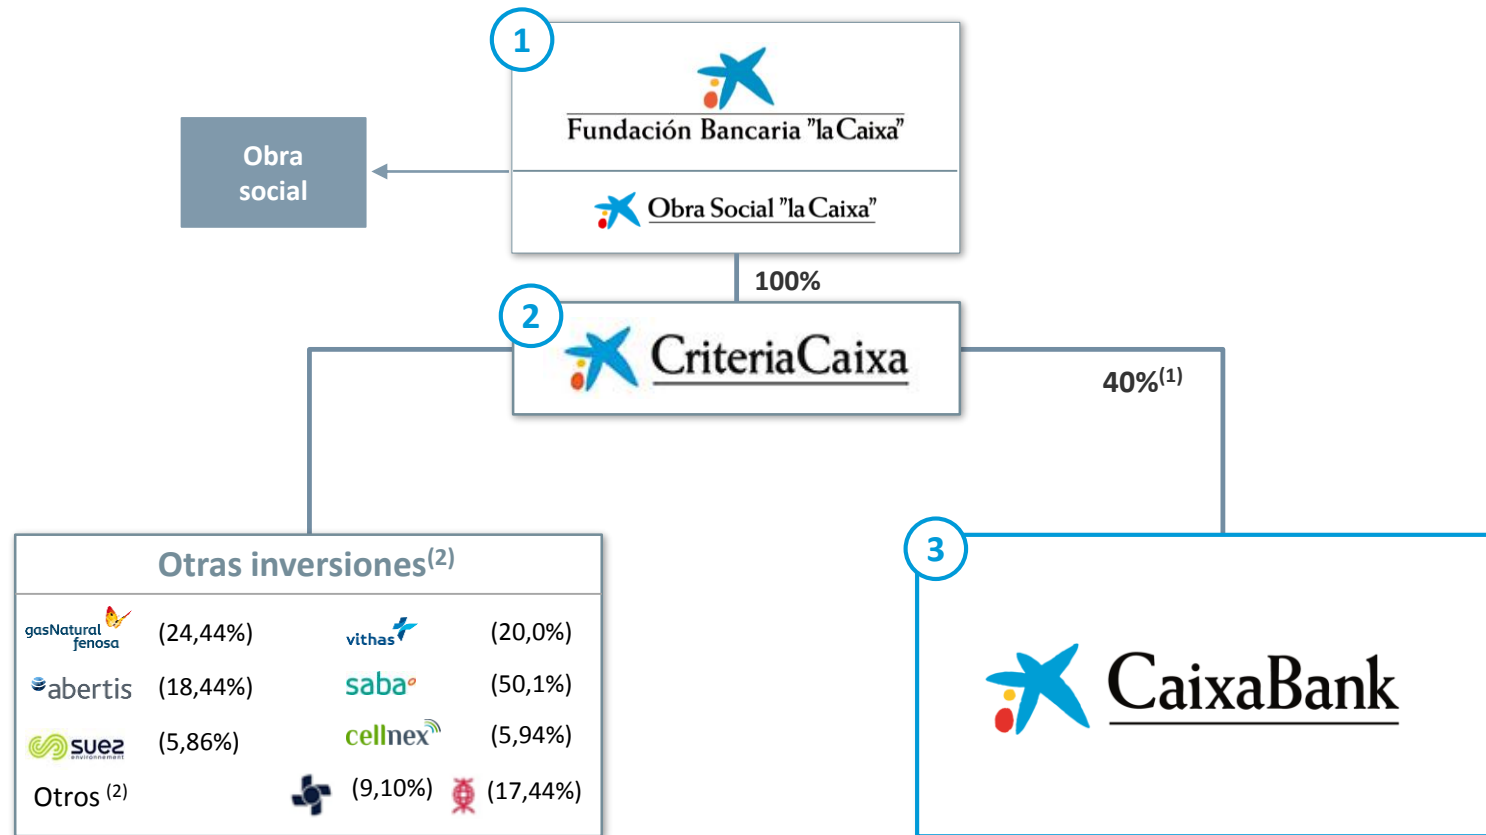 1
Fundación Bancaria "la Caixa"
Obra
social
Obra Social "la Caixa"
100%
2
CriteriaCaixa
40%(1)
Otras inversiones(2)
3
gasNatural
fenosa
(24,44%)
vithas
(20,0%)
abertis
(18,44%)
saba
(50,1%)
suez
environnement
(5,86%)
cellnex
(5,94%)
Otros (2)
(9,10%)
(17,44%)
CaixaBank